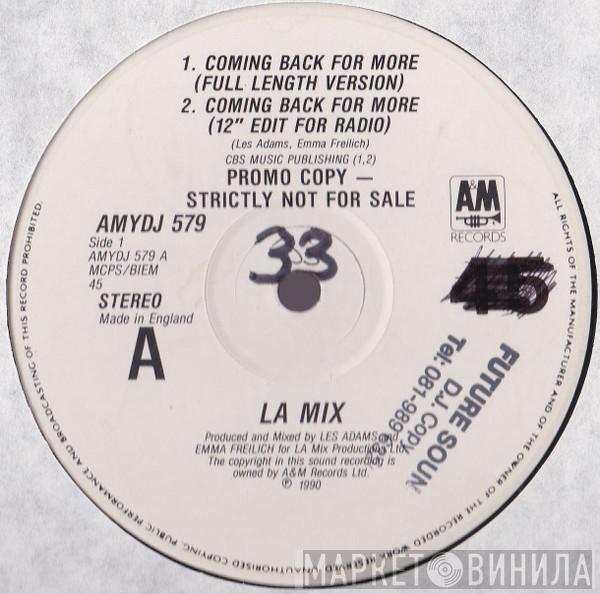 1. COMING BACK FOR MORE
(FULL LENGTH VERSION)
2. COMING BACK FOR MORE
(12" EDIT FOR RADIO)
(Les Adams, Emma Freilich)
CBS MUSIC PUBLISHING (1,2)
PROMO COPY —
STRICTLY NOT FOR SALE
A&M
RECORDS
AMYDJ 579
Side 1
AMYDJ 579 A
MCPS/BIEM
45
STEREO
Made in England
A
33
45
FUTURE SOUN
D.J. Copy
Tel: 081-989
LA MIX
Produced and Mixed by LES ADAMS and
EMMA FREILICH for LA Mix Productions Ltd.
The copyright in this sound recording is
owned by A&M Records Ltd.
℗ 1990
ALL RIGHTS OF THE MANUFACTURER AND OF THE OWNER OF THE RECORDED WORK RESERVED. UNAUTHORISED COPYING, PUBLIC PERFORMANCE AND BROADCASTING OF THIS RECORD PROHIBITED.
МАРКЕТ ВИНИЛА